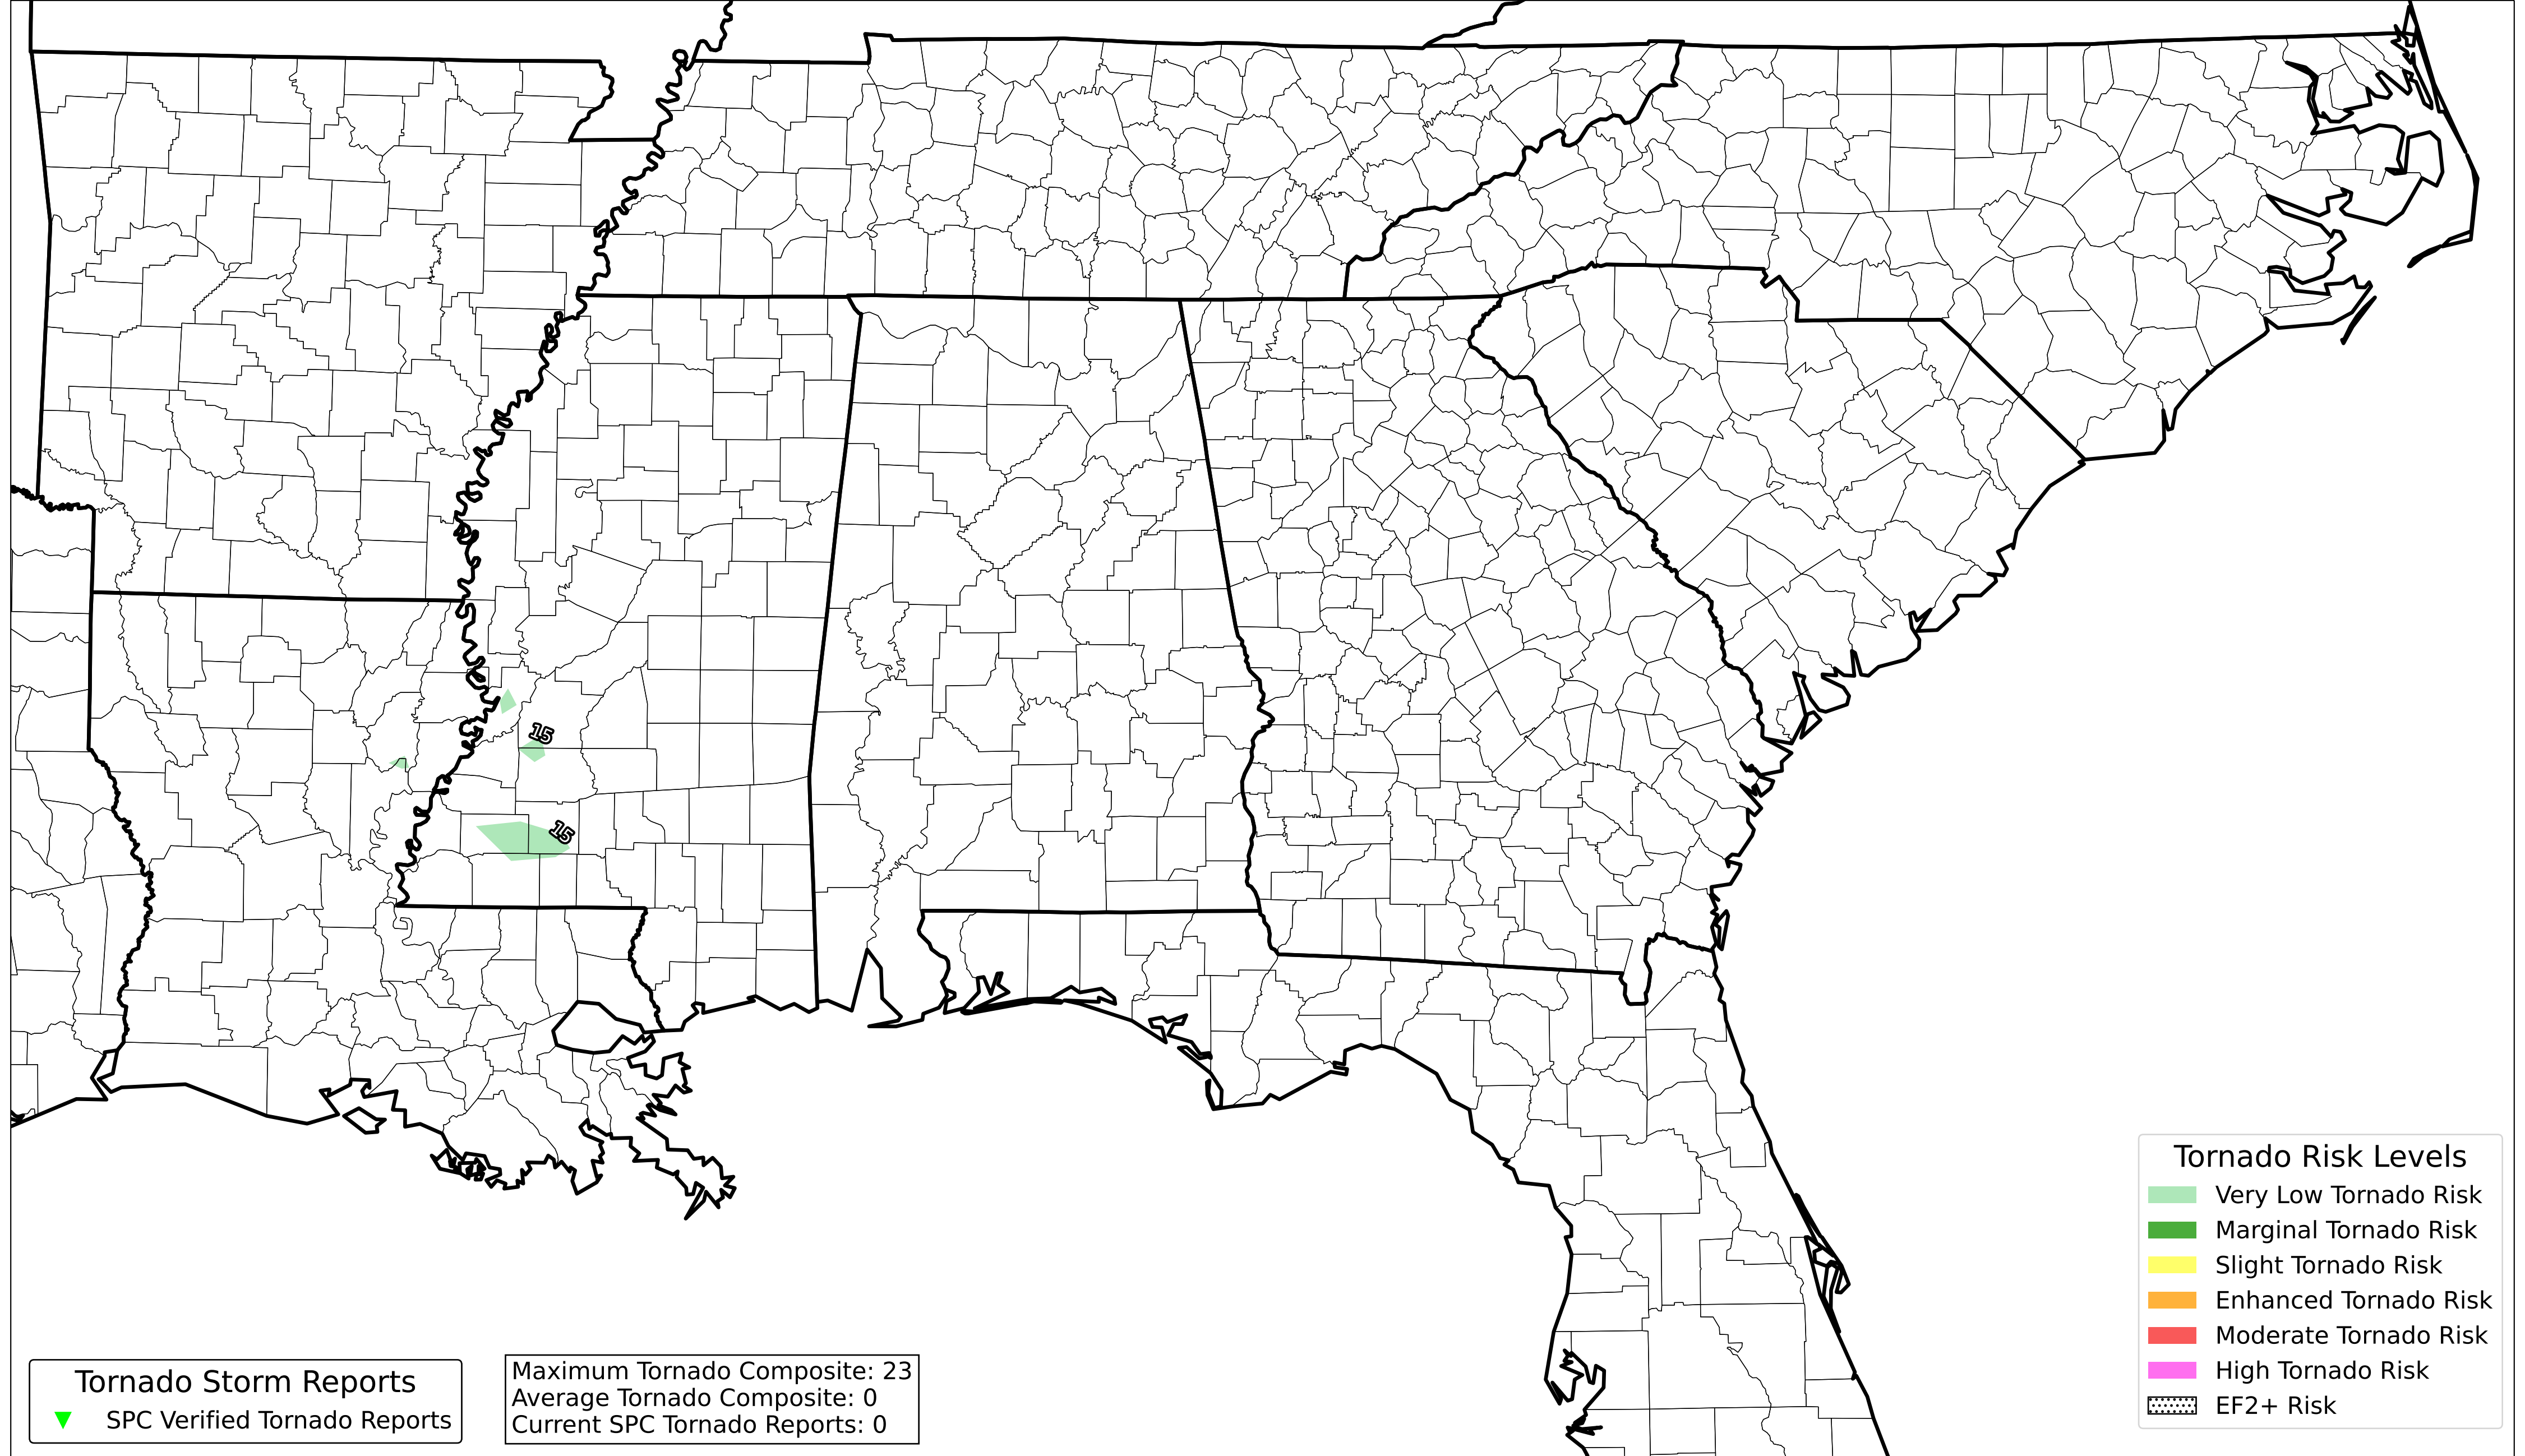 15
15
Tornado Risk Levels
Very Low Tornado Risk
Marginal Tornado Risk
Slight Tornado Risk
Enhanced Tornado Risk
Moderate Tornado Risk
High Tornado Risk
EF2+ Risk
Tornado Storm Reports
SPC Verified Tornado Reports
Maximum Tornado Composite: 23
Average Tornado Composite: 0
Current SPC Tornado Reports: 0